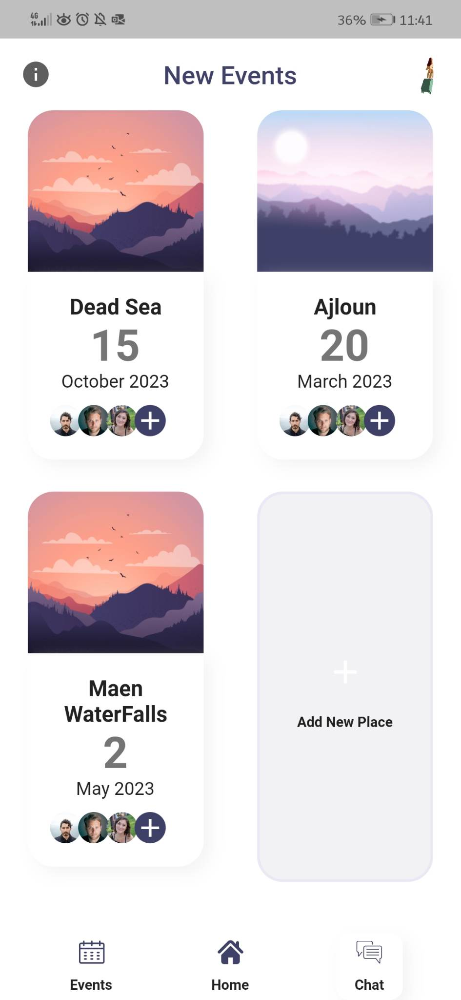 4G
36% 11:41
New Events
Dead Sea
15
October 2023
Ajloun
20
March 2023
Maen
WaterFalls
2
May 2023
Add New Place
Events
Home
Chat